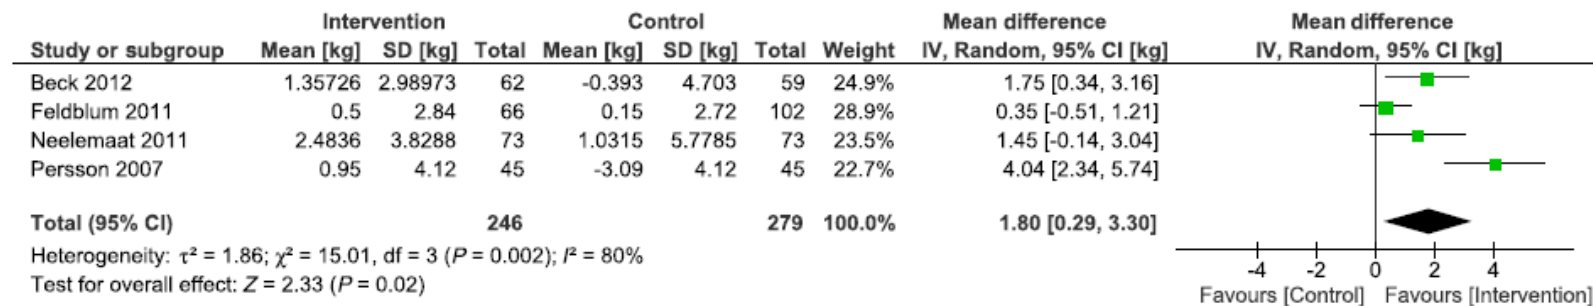 Intervention Control Mean difference Mean difference
Study or subgroup Mean [kg] SD [kg] Total Mean [kg] SD [kg] Total Weight IV, Random, 95% CI [kg] IV, Random, 95% CI [kg]
Beck 2012 1.35726 2.98973 62 -0.393 4.703 59 24.9% 1.75 [0.34, 3.16]
Feldblum 2011 0.5 2.84 66 0.15 2.72 102 28.9% 0.35 [-0.51, 1.21]
Neelemaat 2011 2.4836 3.8288 73 1.0315 5.7785 73 23.5% 1.45 [-0.14, 3.04]
Persson 2007 0.95 4.12 45 -3.09 4.12 45 22.7% 4.04 [2.34, 5.74]
Total (95% CI) 246 279 100.0% 1.80 [0.29, 3.30]
Heterogeneity: τ² = 1.86; χ² = 15.01, df = 3 (P = 0.002); I² = 80%
Test for overall effect: Z = 2.33 (P = 0.02)
-4 -2 0 2 4
Favours [Control] Favours [Intervention]